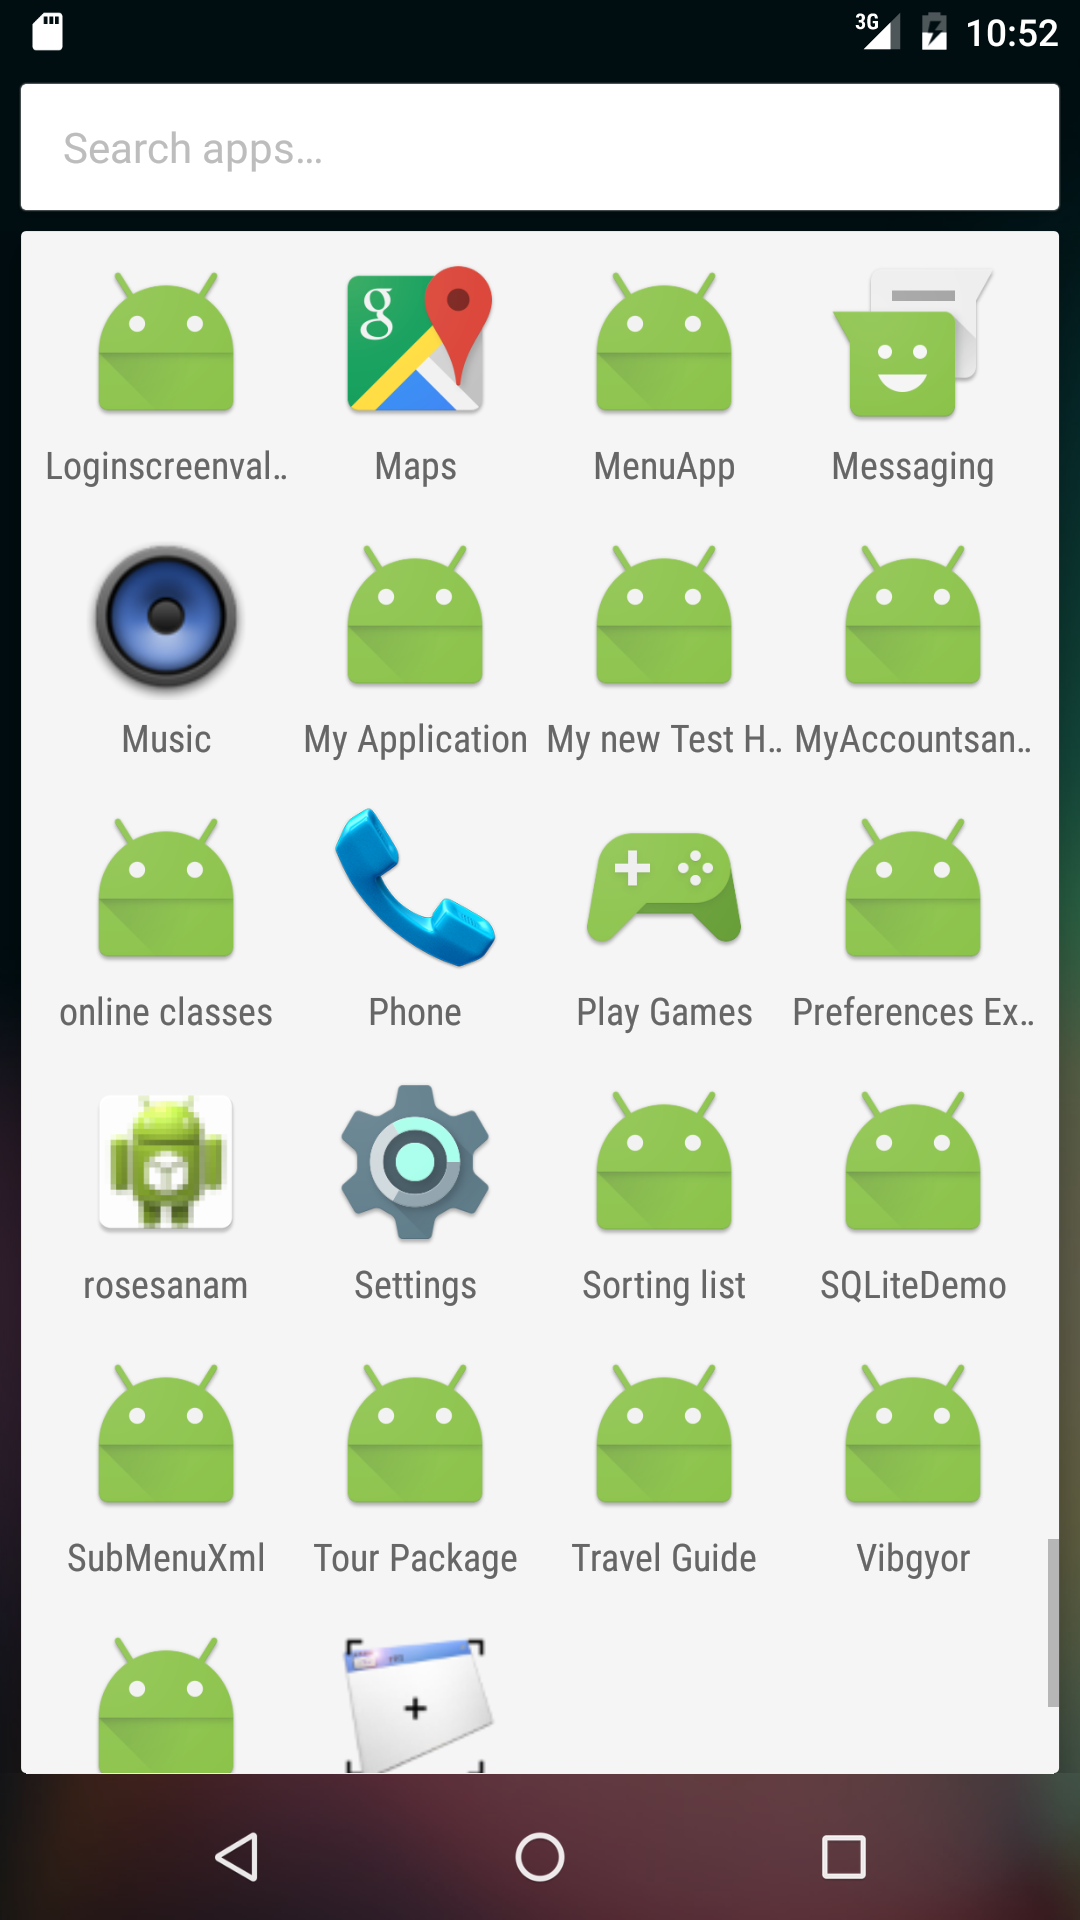 3G 10:52
Search apps...
g
Loginscreenval.. Maps MenuApp Messaging
Music My Application My new Test H.. MyAccountsan..
online classes Phone Play Games Preferences Ex..
rosesanam Settings Sorting list SQLiteDemo
SubMenuXml Tour Package Travel Guide Vibgyor